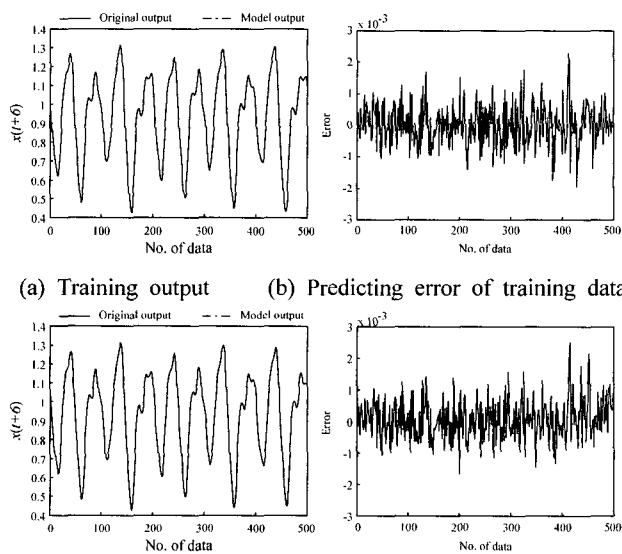 Original output Model output
x(t+6)
1.4
1.3
1.2
1.1
1
0.9
0.8
0.7
0.6
0.5
0.4
0 100 200 300 400 500
No. of data
×10⁻³
Error
3
2
1
0
-1
-2
-3
0 100 200 300 400 500
No. of data
(a) Training output (b) Predicting error of training data
Original output Model output
x(t+6)
1.4
1.3
1.2
1.1
1
0.9
0.8
0.7
0.6
0.5
0.4
0 100 200 300 400 500
No. of data
×10⁻³
Error
3
2
1
0
-1
-2
-3
0 100 200 300 400 500
No. of data